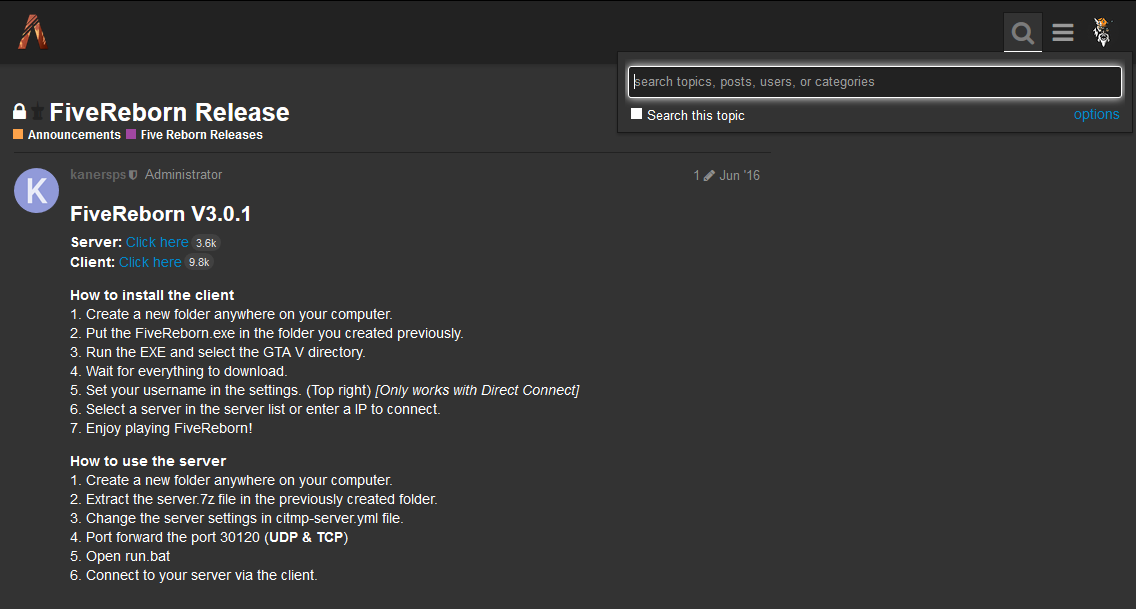 search topics, posts, users, or categories
Search this topic
options
FiveReborn Release
Announcements Five Reborn Releases
K
kanersps Administrator
1 Jun '16
FiveReborn V3.0.1
Server: Click here 3.6k
Client: Click here 9.8k
How to install the client
1. Create a new folder anywhere on your computer.
2. Put the FiveReborn.exe in the folder you created previously.
3. Run the EXE and select the GTA V directory.
4. Wait for everything to download.
5. Set your username in the settings. (Top right) [Only works with Direct Connect]
6. Select a server in the server list or enter a IP to connect.
7. Enjoy playing FiveReborn!
How to use the server
1. Create a new folder anywhere on your computer.
2. Extract the server.7z file in the previously created folder.
3. Change the server settings in citmp-server.yml file.
4. Port forward the port 30120 (UDP & TCP)
5. Open run.bat
6. Connect to your server via the client.